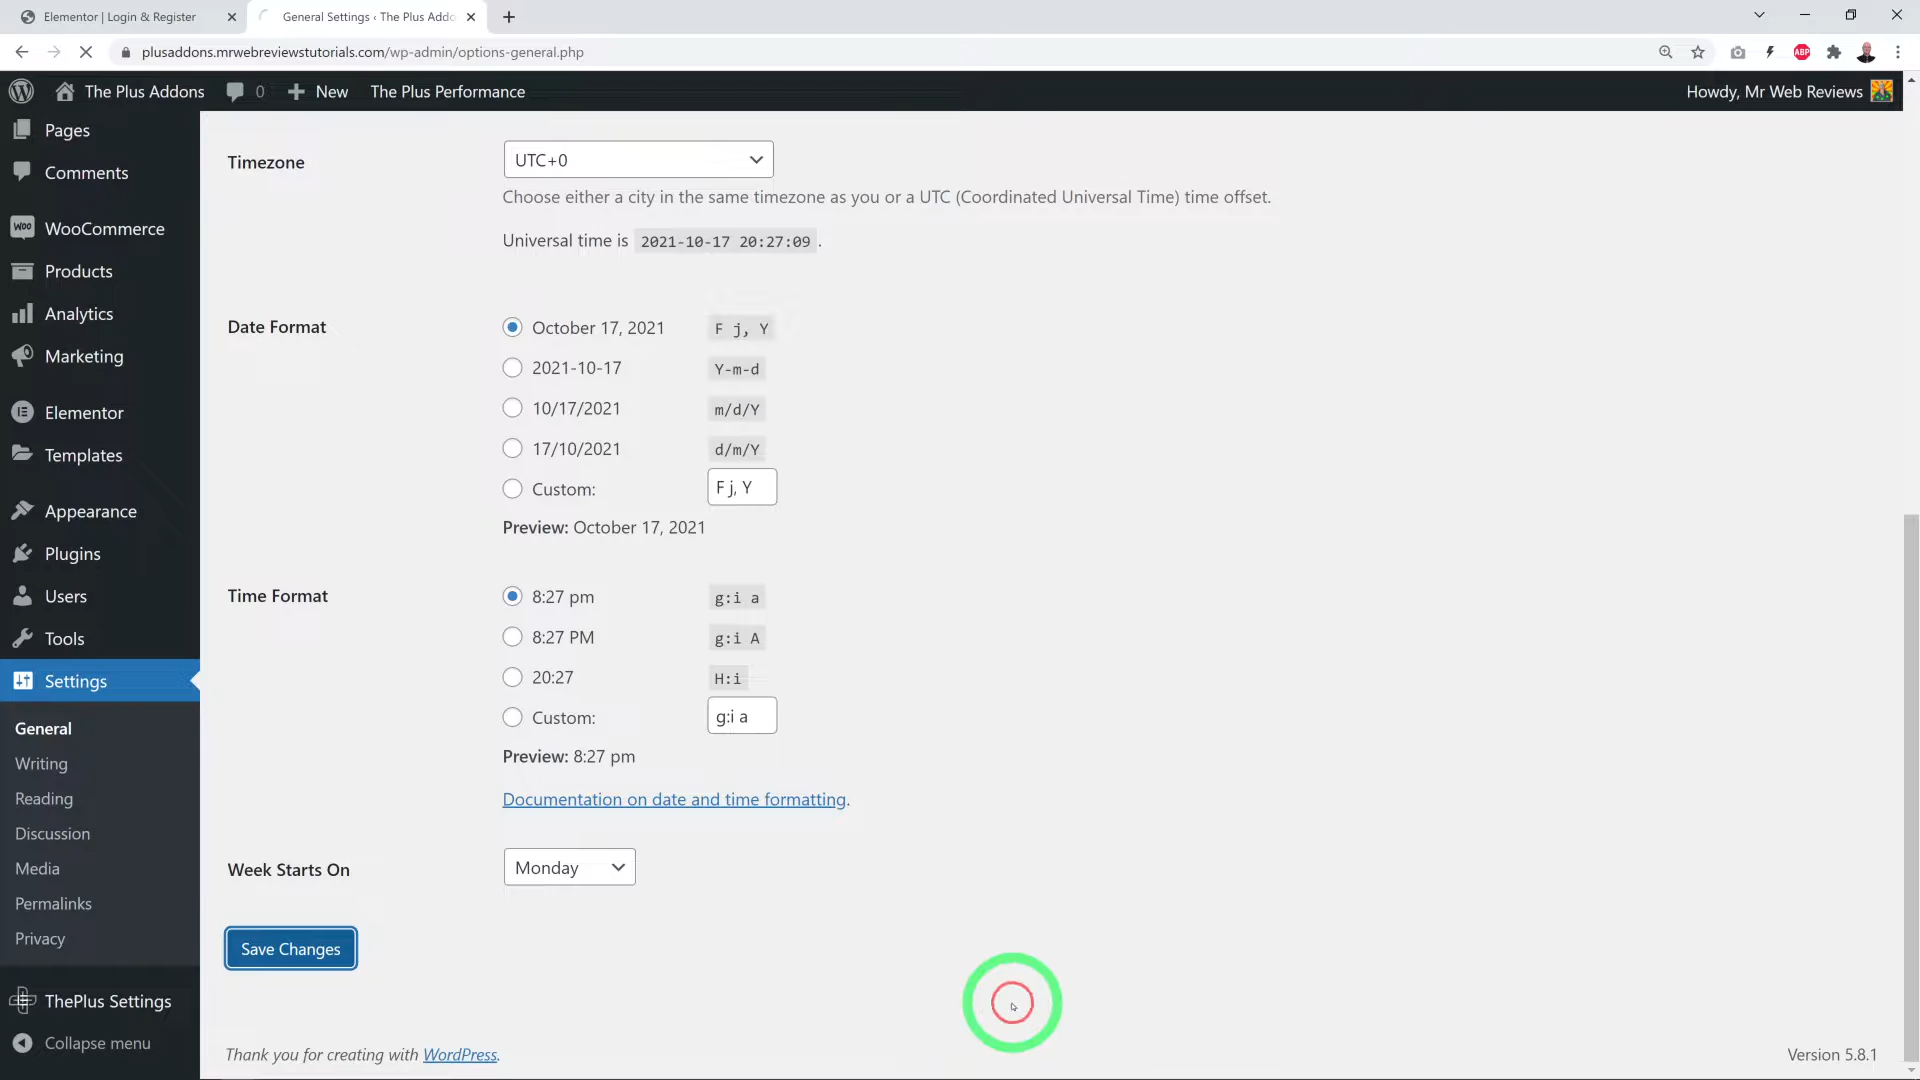 Elementor | Login & Register
General Settings ‹ The Plus Addo
plusaddons.mrwebreviewstutorials.com/wp-admin/options-general.php
ABP
The Plus Addons
0
New
The Plus Performance
Howdy, Mr Web Reviews
Pages
Comments
WOO
WooCommerce
Products
Analytics
Marketing
Elementor
Templates
Appearance
Plugins
Users
Tools
Settings
General
Writing
Reading
Discussion
Media
Permalinks
Privacy
ThePlus Settings
Collapse menu
Timezone
UTC+0
Choose either a city in the same timezone as you or a UTC (Coordinated Universal Time) time offset.
Universal time is 2021-10-17 20:27:09 .
Date Format
October 17, 2021 F j, Y
2021-10-17 Y-m-d
10/17/2021 m/d/Y
17/10/2021 d/m/Y
Custom: F j, Y
Preview: October 17, 2021
Time Format
8:27 pm g:i a
8:27 PM g:i A
20:27 H:i
Custom: g:i a
Preview: 8:27 pm
Documentation on date and time formatting.
Week Starts On
Monday
Save Changes
Thank you for creating with WordPress.
Version 5.8.1